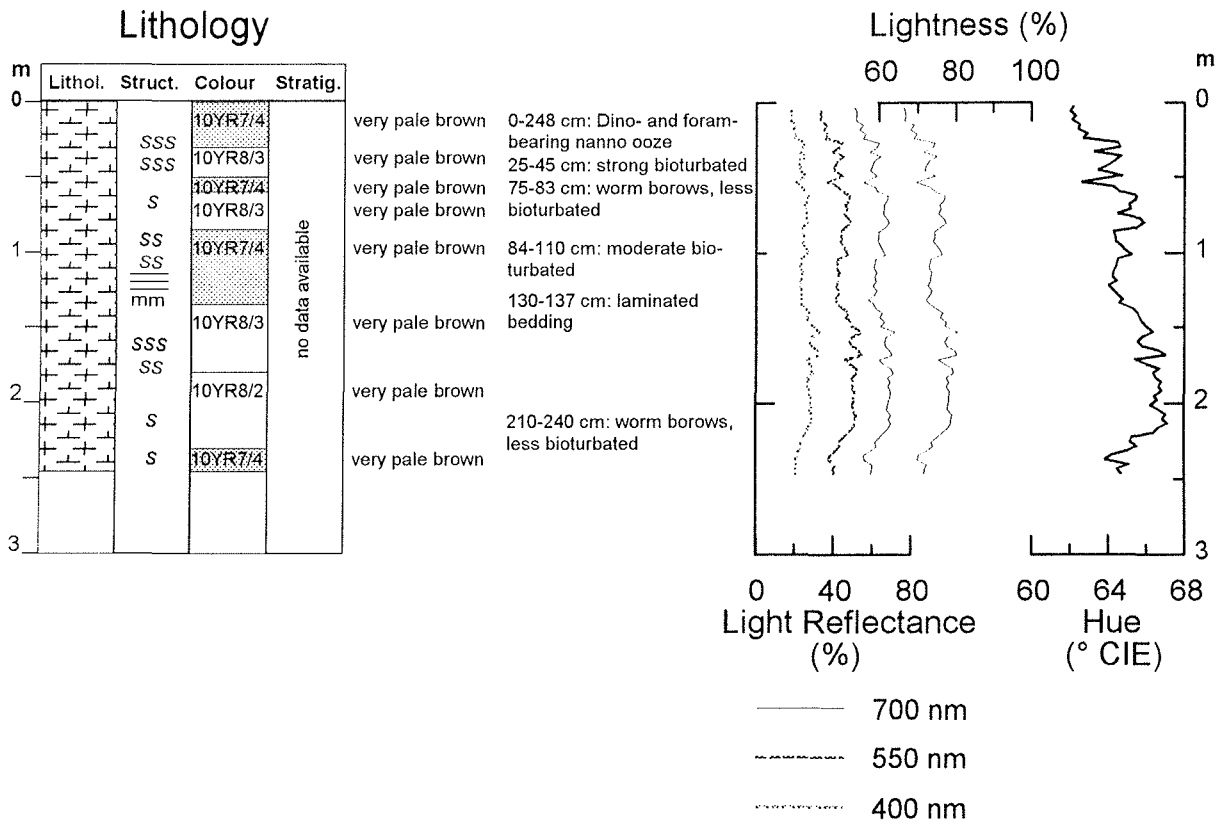 Lithology
Lightness (%)
m
Lithol. Struct. Colour Stratig.
60 80 100
m
0
10YR7/4
very pale brown
0-248 cm: Dino- and foram-
bearing nanno ooze
0
SSS
SSS
10YR8/3
very pale brown
25-45 cm: strong bioturbated
10YR7/4
very pale brown
75-83 cm: worm borows, less
bioturbated
S
10YR8/3
very pale brown
1
SS
SS
10YR7/4
very pale brown
84-110 cm: moderate bio-
turbated
1
mm
130-137 cm: laminated
bedding
10YR8/3
very pale brown
no data available
SSS
SS
2
10YR8/2
very pale brown
2
S
210-240 cm: worm borows,
less bioturbated
S
10YR7/4
very pale brown
3
3
0 40 80
60 64 68
Light Reflectance
(%)
Hue
(° CIE)
700 nm
550 nm
400 nm